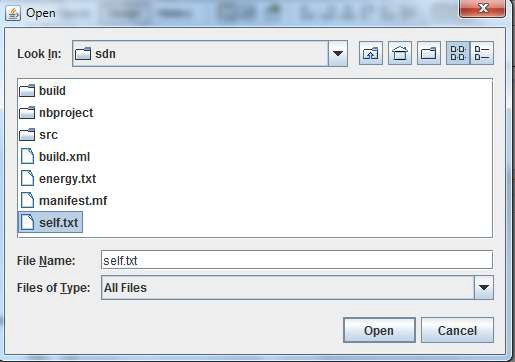 Open
Look In: sdn
build
nbproject
src
build.xml
energy.txt
manifest.mf
self.txt
File Name: self.txt
Files of Type: All Files
Open Cancel